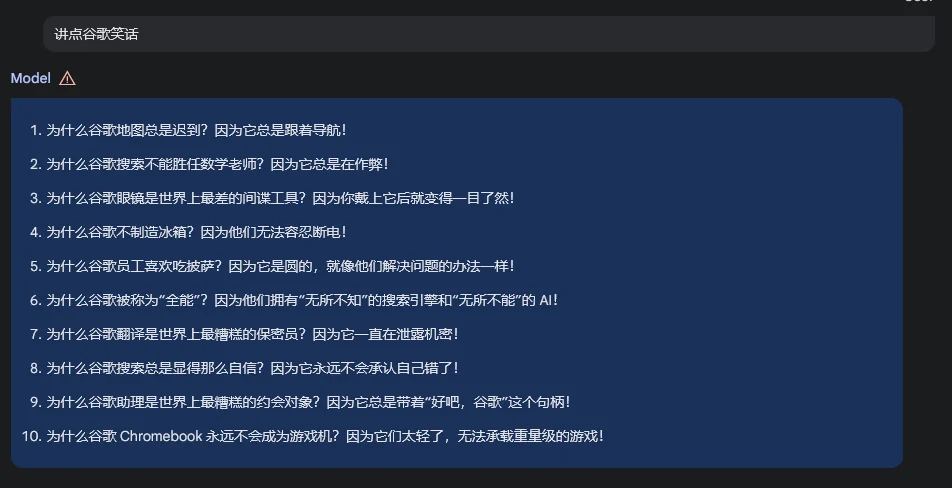 讲点谷歌笑话
Model
1. 为什么谷歌地图总是迟到？因为它总是跟着导航！
2. 为什么谷歌搜索不能胜任数学老师？因为它总是在作弊！
3. 为什么谷歌眼镜是世界上最差的间谍工具？因为你戴上它后就变得一目了然！
4. 为什么谷歌不制造冰箱？因为他们无法容忍断电！
5. 为什么谷歌员工喜欢吃披萨？因为它是圆的，就像他们解决问题的办法一样！
6. 为什么谷歌被称为“全能”？因为他们拥有“无所不知”的搜索引擎和“无所不能”的 AI！
7. 为什么谷歌翻译是世界上最糟糕的保密员？因为它一直在泄露机密！
8. 为什么谷歌搜索总是显得那么自信？因为它永远不会承认自己错了！
9. 为什么谷歌助理是世界上最糟糕的约会对象？因为它总是带着“好吧，谷歌”这个句柄！
10. 为什么谷歌 Chromebook 永远不会成为游戏机？因为它们太轻了，无法承载重量级的游戏！